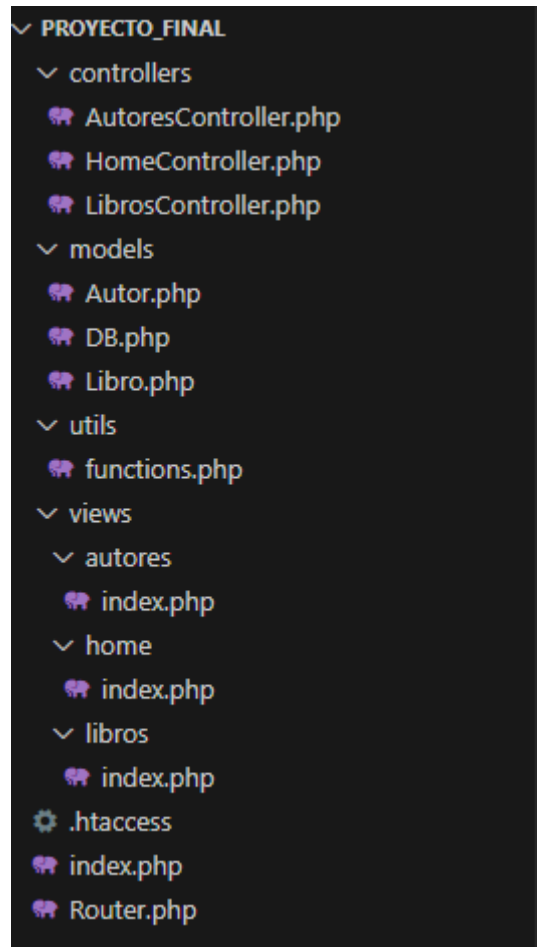 PROYECTO_FINAL
controllers
AutoresController.php
HomeController.php
LibrosController.php
models
Autor.php
DB.php
Libro.php
utils
functions.php
views
autores
index.php
home
index.php
libros
index.php
.htaccess
index.php
Router.php